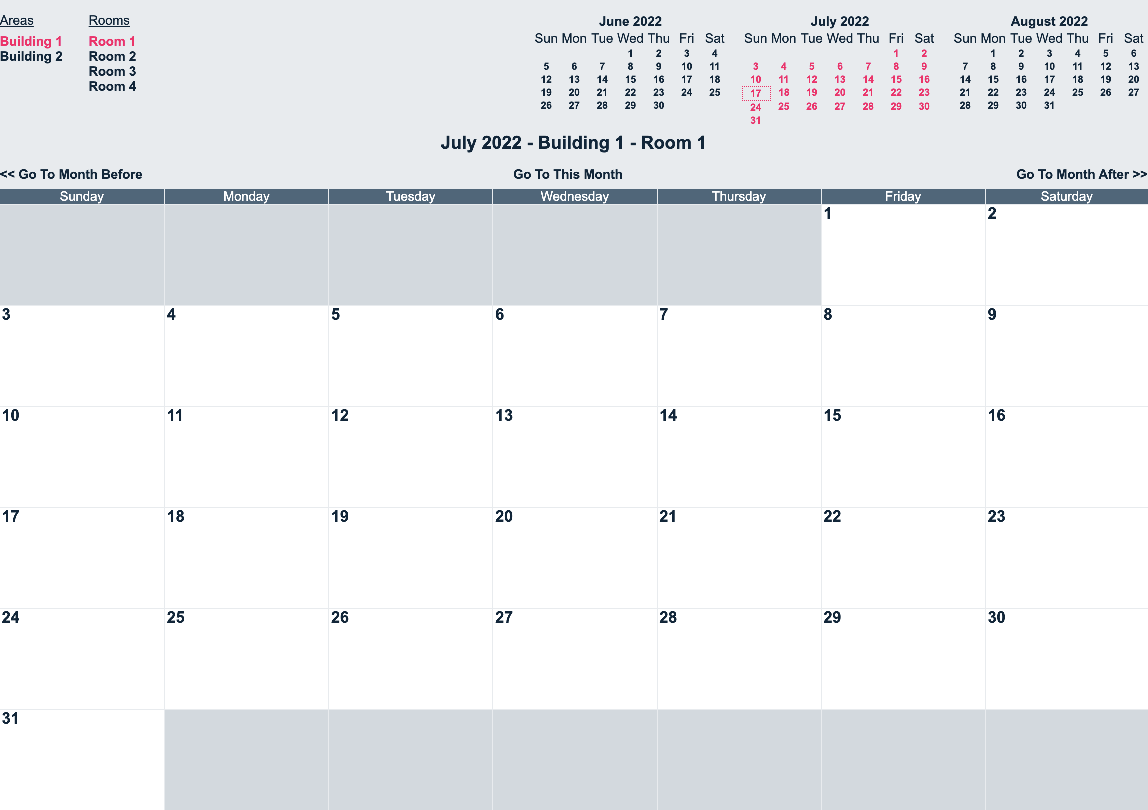 Areas
Building 1
Building 2
Rooms
Room 1
Room 2
Room 3
Room 4
June 2022
Sun Mon Tue Wed Thu Fri Sat
1 2 3 4
5 6 7 8 9 10 11
12 13 14 15 16 17 18
19 20 21 22 23 24 25
26 27 28 29 30
July 2022
Sun Mon Tue Wed Thu Fri Sat
1 2
3 4 5 6 7 8 9
10 11 12 13 14 15 16
17 18 19 20 21 22 23
24 25 26 27 28 29 30
31
August 2022
Sun Mon Tue Wed Thu Fri Sat
1 2 3 4 5 6
7 8 9 10 11 12 13
14 15 16 17 18 19 20
21 22 23 24 25 26 27
28 29 30 31
July 2022 - Building 1 - Room 1
<< Go To Month Before Go To This Month Go To Month After >>
Sunday Monday Tuesday Wednesday Thursday Friday Saturday
1 2
3 4 5 6 7 8 9
10 11 12 13 14 15 16
17 18 19 20 21 22 23
24 25 26 27 28 29 30
31